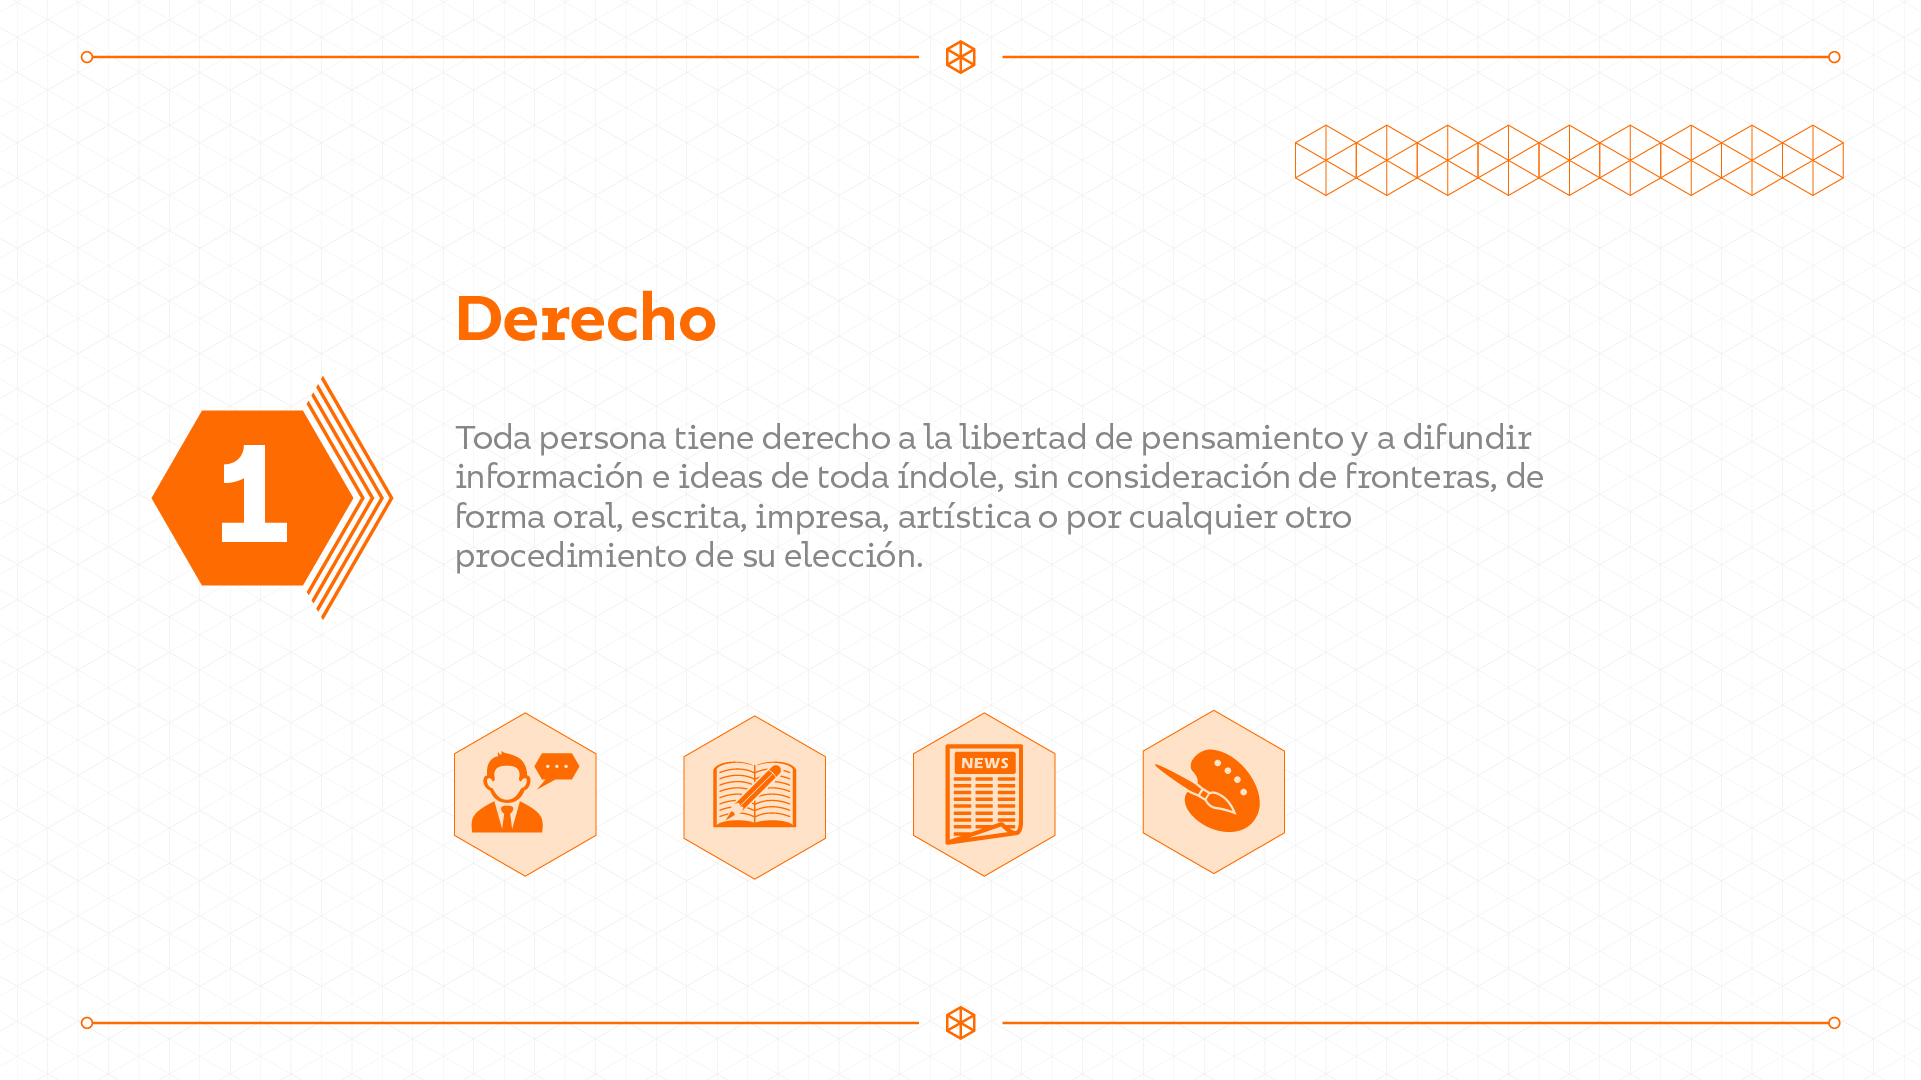 Derecho
1
Toda persona tiene derecho a la libertad de pensamiento y a difundir
información e ideas de toda índole, sin consideración de fronteras, de
forma oral, escrita, impresa, artística o por cualquier otro
procedimiento de su elección.
NEWS